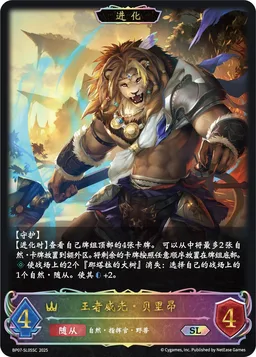 进化
【守护】
【进化时】查看自己牌组顶部的4张卡牌。可以从中将最多2张自
然·卡牌放置到额外区。将剩余的卡牌按照任意顺序放置在牌组底部。
使战场上的2个『那塔拉的大树』消失：选择自己的战场上的
1个自然·随从。使其+2。
4
王者威光·贝里昂
4
随从
自然·指挥官·野兽
SL
BP07-SL05SC 2025
© Cygames, Inc. Published by NetEase Games